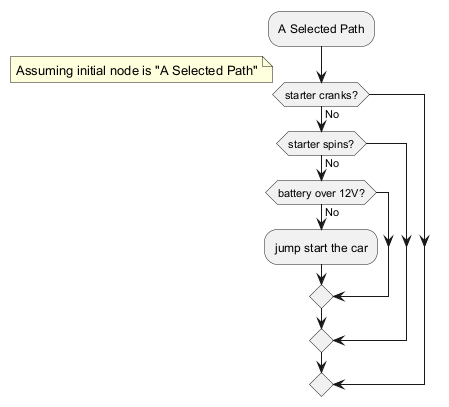 A Selected Path
Assuming initial node is "A Selected Path"
starter cranks?
No
starter spins?
No
battery over 12V?
No
jump start the car